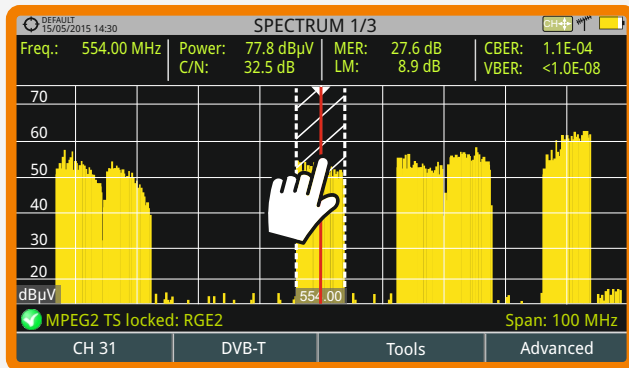 DEFAULT
15/05/2015 14:30
SPECTRUM 1/3
CH
Freq.: 554.00 MHz
Power: 77.8 dBµV
MER: 27.6 dB
CBER: 1.1E-04
C/N: 32.5 dB
LM: 8.9 dB
VBER: <1.0E-08
70
60
50
40
30
20
dBµV
554.00
MPEG2 TS locked: RGE2
Span: 100 MHz
CH 31
DVB-T
Tools
Advanced